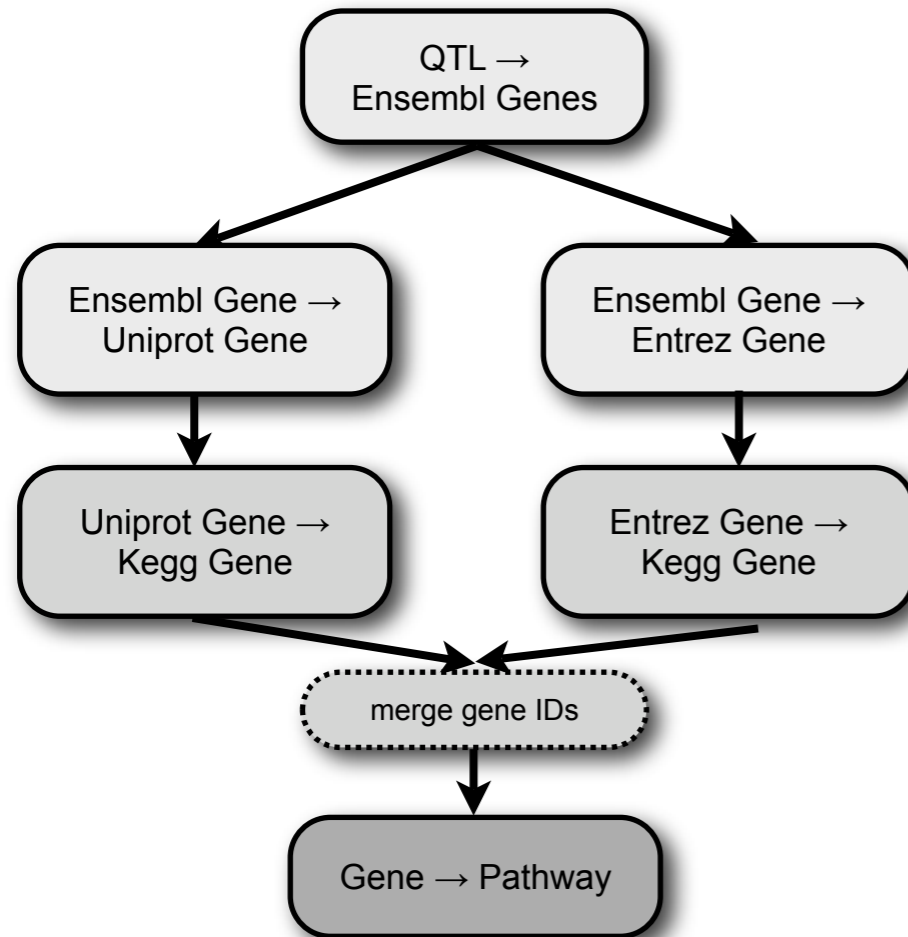 QTL →
Ensembl Genes
Ensembl Gene →
Uniprot Gene
Ensembl Gene →
Entrez Gene
Uniprot Gene →
Kegg Gene
Entrez Gene →
Kegg Gene
merge gene IDs
Gene → Pathway